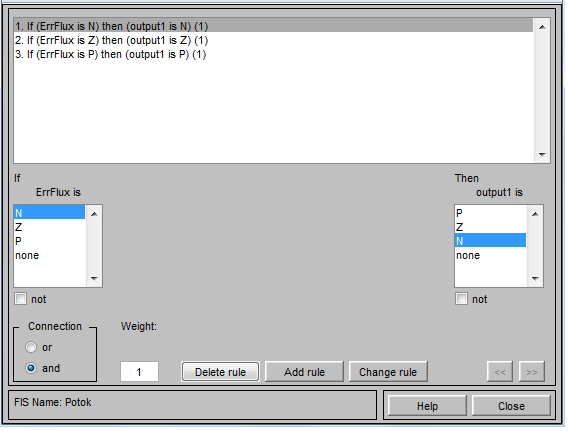 1. If (ErrFlux is N) then (output1 is N) (1)
2. If (ErrFlux is Z) then (output1 is Z) (1)
3. If (ErrFlux is P) then (output1 is P) (1)
If
ErrFlux is
N
Z
P
none
not
Then
output1 is
P
Z
N
none
not
Connection
or
and
Weight:
1
Delete rule
Add rule
Change rule
<<
>>
FIS Name: Potok
Help
Close